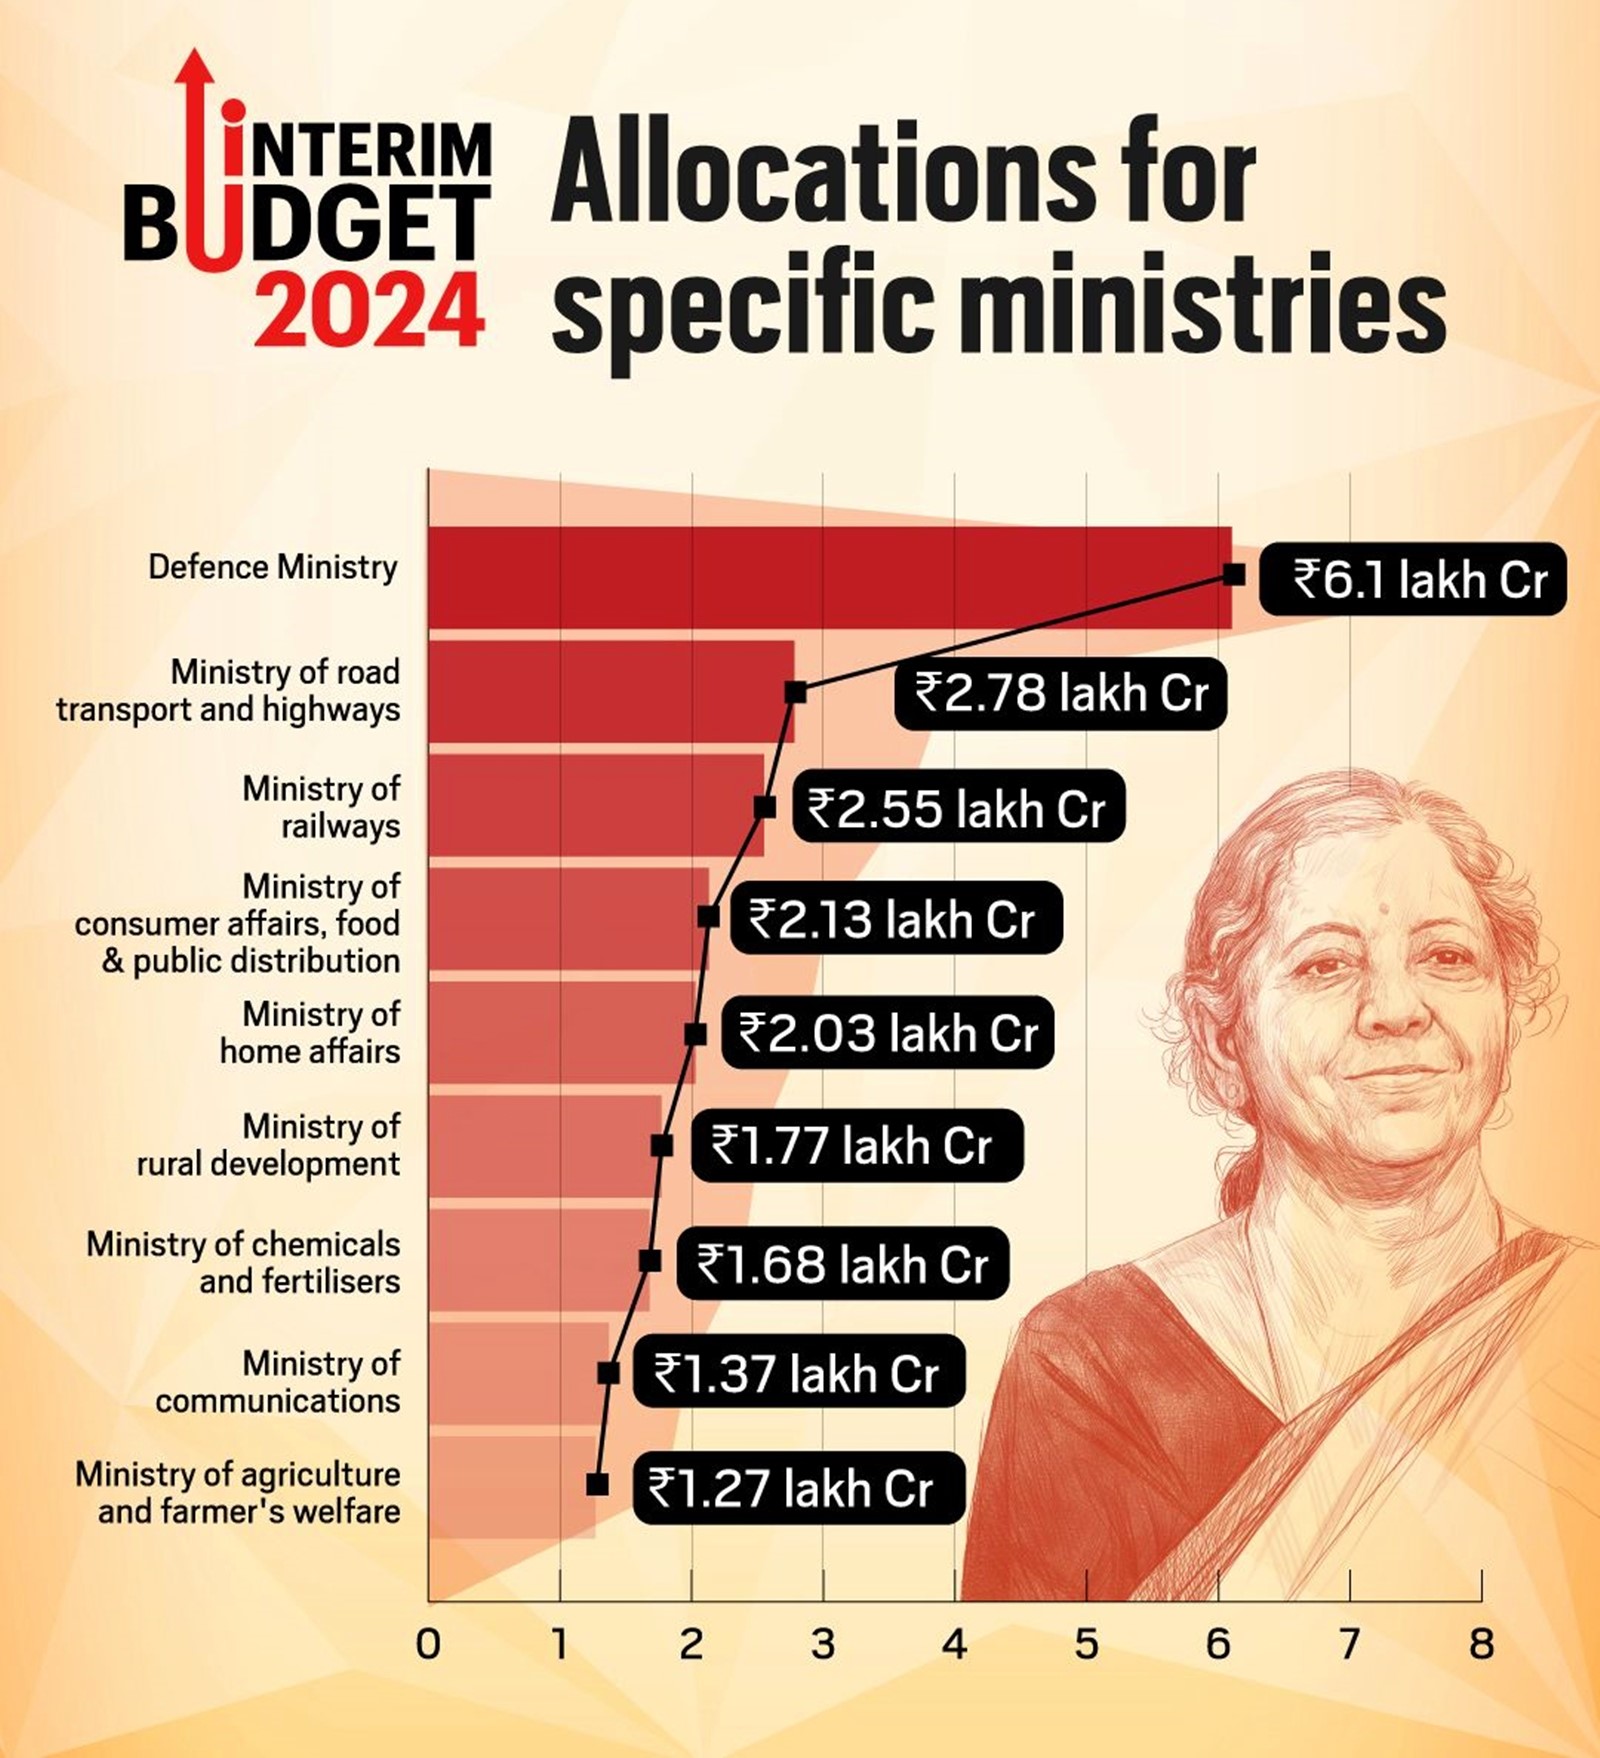 iNTERIM
BUDGET
2024
Allocations for
specific ministries
Defence Ministry
₹6.1 lakh Cr
Ministry of road
transport and highways
₹2.78 lakh Cr
Ministry of
railways
₹2.55 lakh Cr
Ministry of
consumer affairs, food
& public distribution
₹2.13 lakh Cr
Ministry of
home affairs
₹2.03 lakh Cr
Ministry of
rural development
₹1.77 lakh Cr
Ministry of chemicals
and fertilisers
₹1.68 lakh Cr
Ministry of
communications
₹1.37 lakh Cr
Ministry of agriculture
and farmer's welfare
₹1.27 lakh Cr
0 1 2 3 4 5 6 7 8